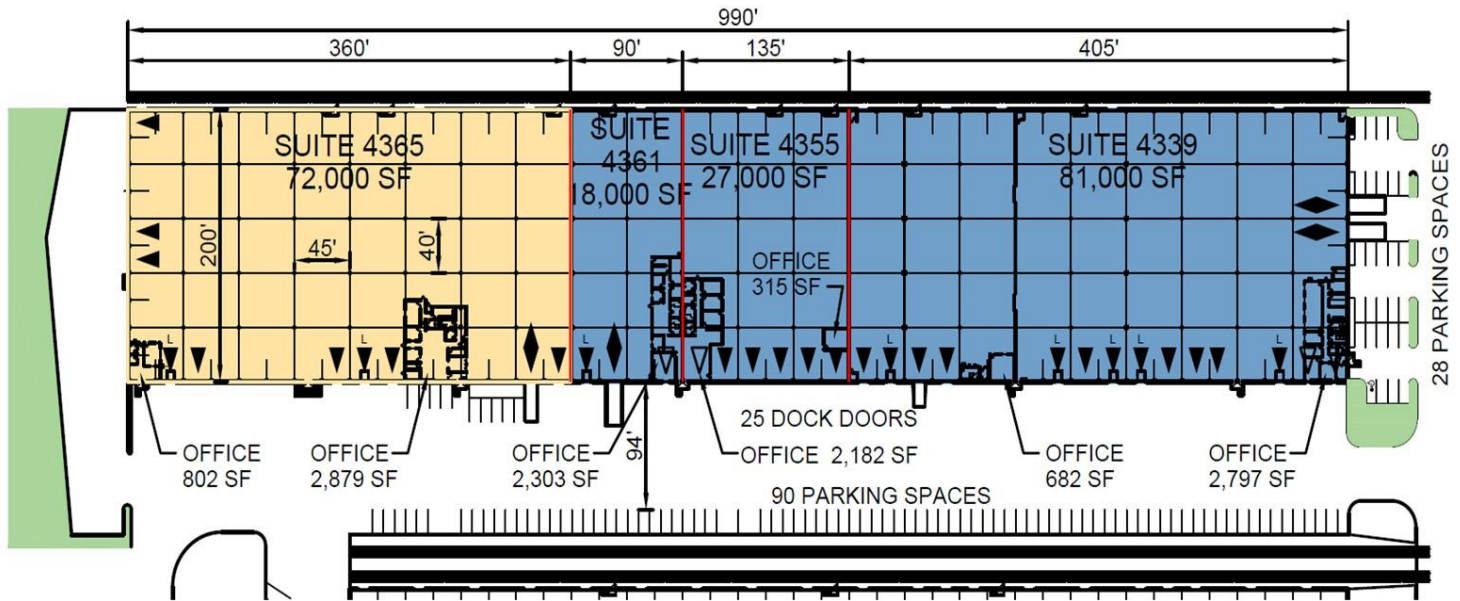 990'
360'
90'
135'
405'
SUITE 4365
72,000 SF
SUITE
4361
18,000 SF
SUITE 4355
27,000 SF
SUITE 4339
81,000 SF
200'
45'
40'
OFFICE
315 SF
L
L
L
L
L
L
L
L
28 PARKING SPACES
OFFICE
802 SF
OFFICE
2,879 SF
OFFICE
2,303 SF
94'
25 DOCK DOORS
OFFICE 2,182 SF
OFFICE
682 SF
OFFICE
2,797 SF
90 PARKING SPACES